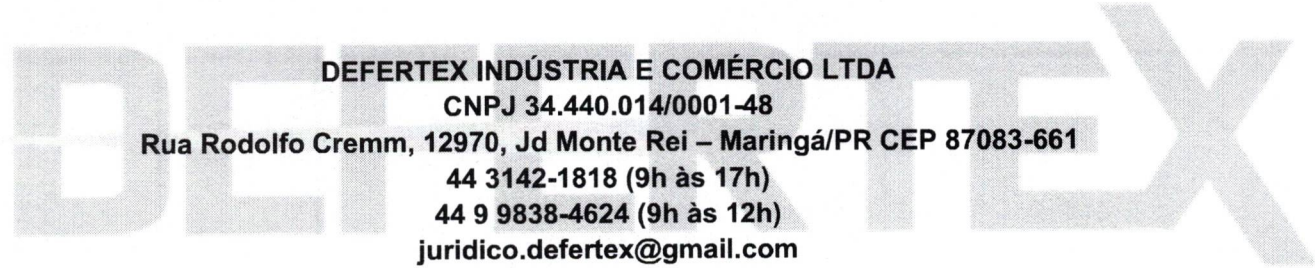 DEFERTEX
DEFERTEX INDÚSTRIA E COMÉRCIO LTDA
CNPJ 34.440.014/0001-48
Rua Rodolfo Cremm, 12970, Jd Monte Rei – Maringá/PR CEP 87083-661
44 3142-1818 (9h às 17h)
44 9 9838-4624 (9h às 12h)
juridico.defertex@gmail.com